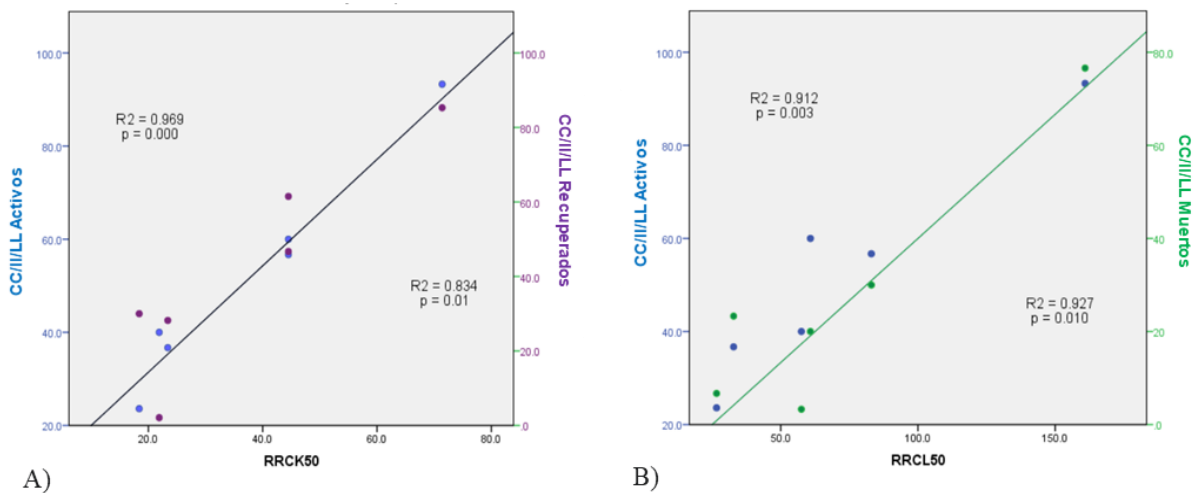 CC/II/LL Activos
100.0
80.0
60.0
40.0
20.0
R2 = 0.969
p = 0.000
R2 = 0.834
p = 0.01
100.0
80.0
60.0
40.0
20.0
.0
CC/II/LL Recuperados
20.0 40.0 60.0 80.0
RRCK50
A)
CC/II/LL Activos
100.0
80.0
60.0
40.0
20.0
R2 = 0.912
p = 0.003
R2 = 0.927
p = 0.010
80.0
60
40
20
.0
CC/II/LL Muertos
50.0 100.0 150.0
RRCL50
B)